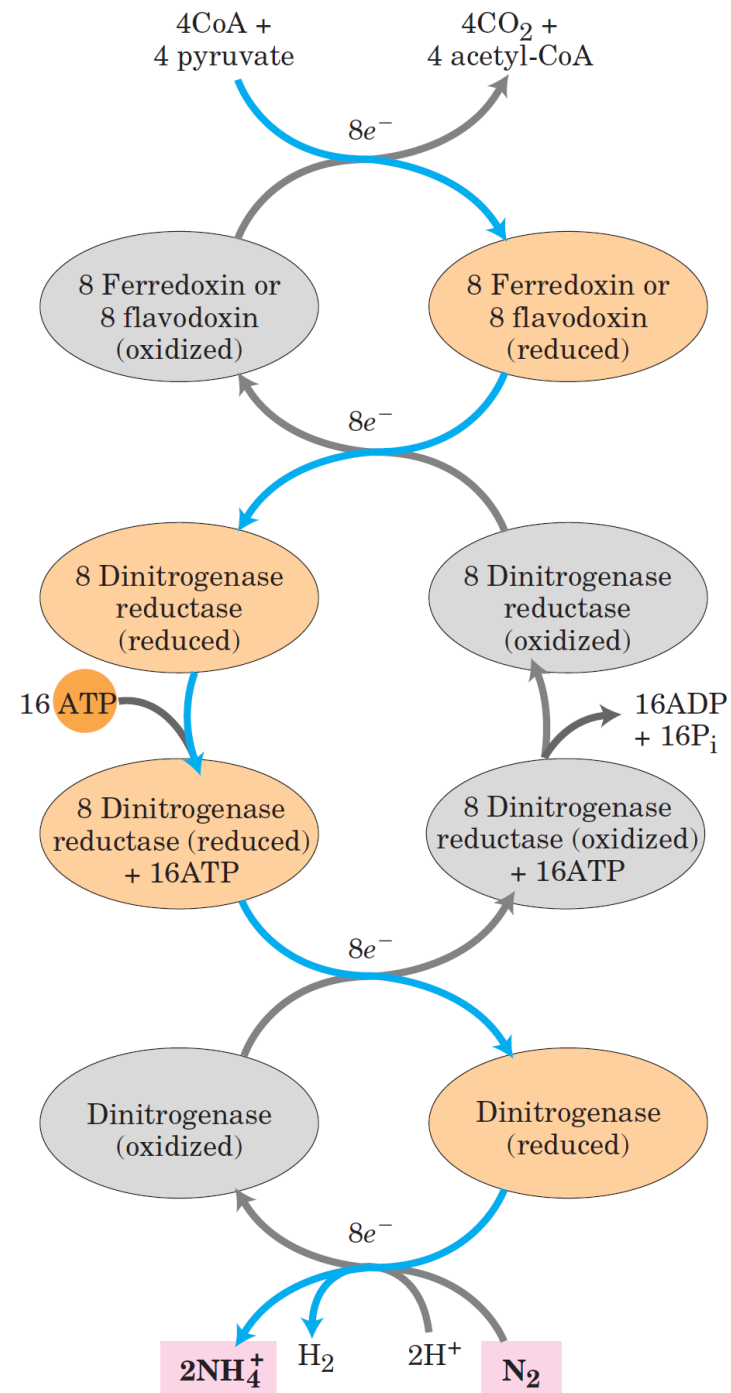 4CoA +
4 pyruvate
4CO₂ +
4 acetyl-CoA
8e⁻
8 Ferredoxin or
8 flavodoxin
(oxidized)
8 Ferredoxin or
8 flavodoxin
(reduced)
8e⁻
8 Dinitrogenase
reductase
(reduced)
8 Dinitrogenase
reductase
(oxidized)
16 ATP
16ADP
+ 16Pᵢ
8 Dinitrogenase
reductase (reduced)
+ 16ATP
8 Dinitrogenase
reductase (oxidized)
+ 16ATP
8e⁻
Dinitrogenase
(oxidized)
Dinitrogenase
(reduced)
8e⁻
2NH₄⁺
H₂
2H⁺
N₂